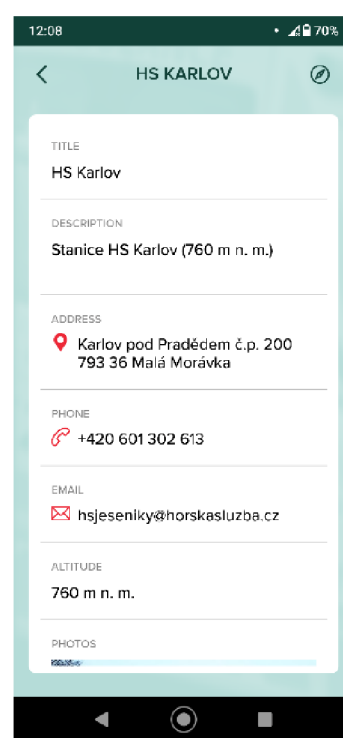 12:08
70%
HS KARLOV
TITLE
HS Karlov
DESCRIPTION
Stanice HS Karlov (760 m n. m.)
ADDRESS
Karlov pod Pradědem č.p. 200
793 36 Malá Morávka
PHONE
+420 601 302 613
EMAIL
hsjeseniky@horskasluzba.cz
ALTITUDE
760 m n. m.
PHOTOS